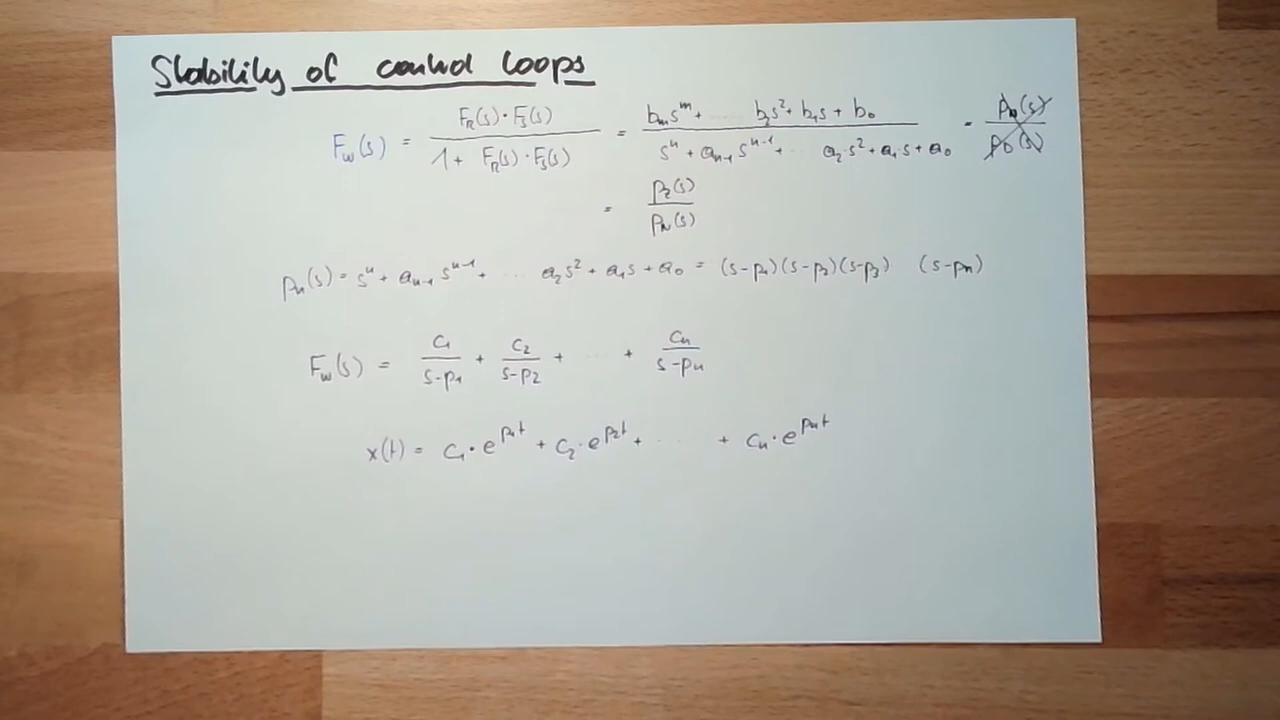 Stability of control loops
F_w(s) = F_R(s)·F_S(s) / 1 + F_R(s)·F_S(s) = b_m s^m + ... b_2 s^2 + b_1 s + b_0 / s^n + a_{n-1} s^{n-1} + ... a_2·s^2 + a_1·s + a_0 =
= p_Z(s) / p_N(s)
p_N(s) = s^n + a_{n-1} s^{n-1} + ... a_2 s^2 + a_1 s + a_0 = (s-p_1)(s-p_2)(s-p_3) (s-p_n)
F_w(s) = c_1 / s-p_1 + c_2 / s-p_2 + ... + c_n / s-p_n
x(t) = c_1·e^{p_1 t} + c_2·e^{p_2 t} + ... + c_n·e^{p_n t}